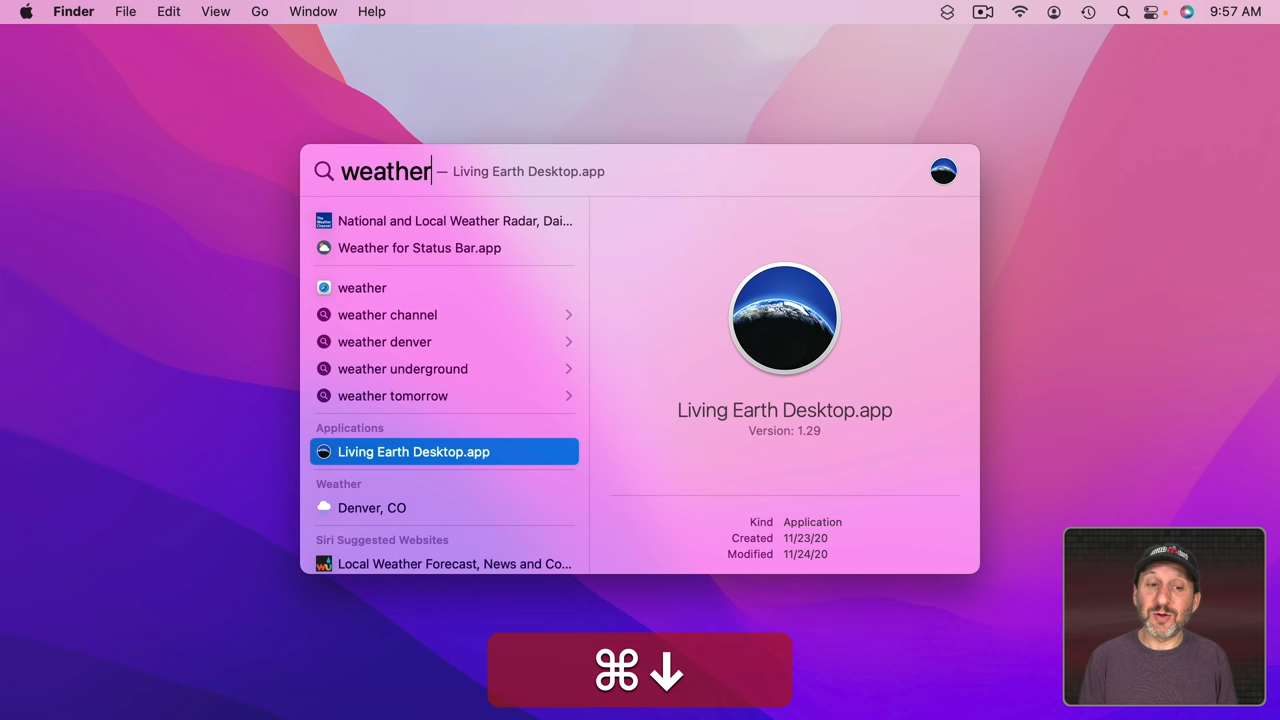 Finder File Edit View Go Window Help 9:57 AM
weather — Living Earth Desktop.app
National and Local Weather Radar, Dai...
Weather for Status Bar.app
weather
weather channel
weather denver
weather underground
weather tomorrow
Applications
Living Earth Desktop.app
Weather
Denver, CO
Siri Suggested Websites
Local Weather Forecast, News and Co...
Living Earth Desktop.app
Version: 1.29
Kind Application
Created 11/23/20
Modified 11/24/20
⌘↓